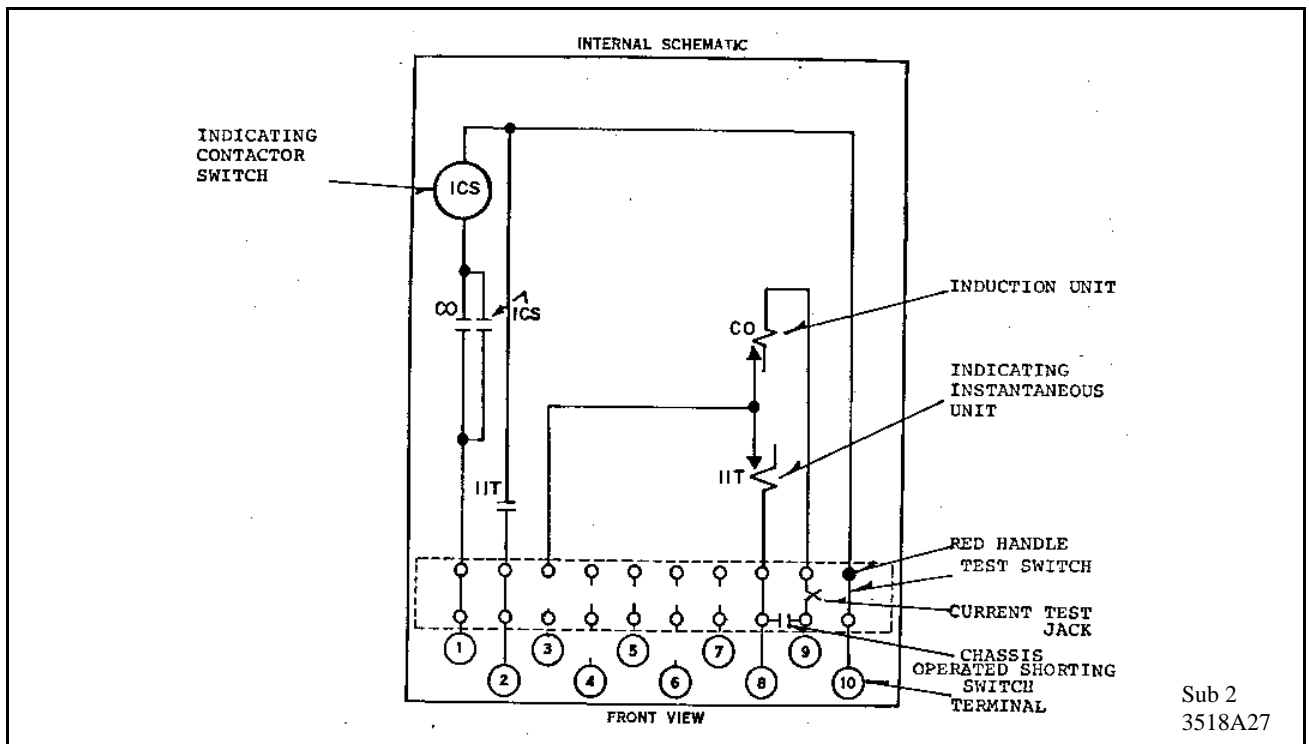 INTERNAL SCHEMATIC
INDICATING
CONTACTOR
SWITCH
ICS
CO
ICS
IIT
CO
IIT
INDUCTION UNIT
INDICATING
INSTANTANEOUS
UNIT
RED HANDLE
TEST SWITCH
CURRENT TEST
JACK
CHASSIS
OPERATED SHORTING
SWITCH
TERMINAL
1
2
3
4
5
6
7
8
9
10
FRONT VIEW
Sub 2
3518A27